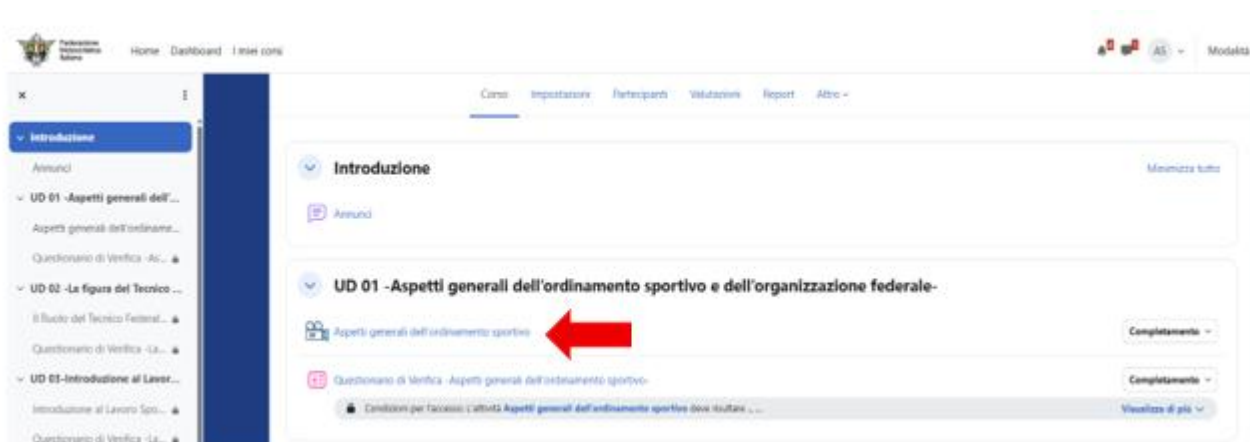 Federazione
Motociclistica
Italiana
Home Dashboard I miei corsi
AS
Modalità
Corso Impostazioni Partecipanti Valutazioni Report Altro
Introduzione
Annunci
UD 01 -Aspetti generali dell'...
Aspetti generali dell'ordiname...
Questionario di Verifica -As...
UD 02 -La figura del Tecnico ...
Il Ruolo del Tecnico Federal...
Questionario di Verifica -La...
UD 03-Introduzione al Lavor...
Introduzione al Lavoro Spo...
Questionario di Verifica -La...
Introduzione
Minimizza tutto
Annunci
UD 01 -Aspetti generali dell'ordinamento sportivo e dell'organizzazione federale-
Aspetti generali dell'ordinamento sportivo
Completamento
Questionario di Verifica -Aspetti generali dell'ordinamento sportivo-
Completamento
Condizioni per l'accesso: L'attività Aspetti generali dell'ordinamento sportivo deve risultare ... ...
Visualizza di più